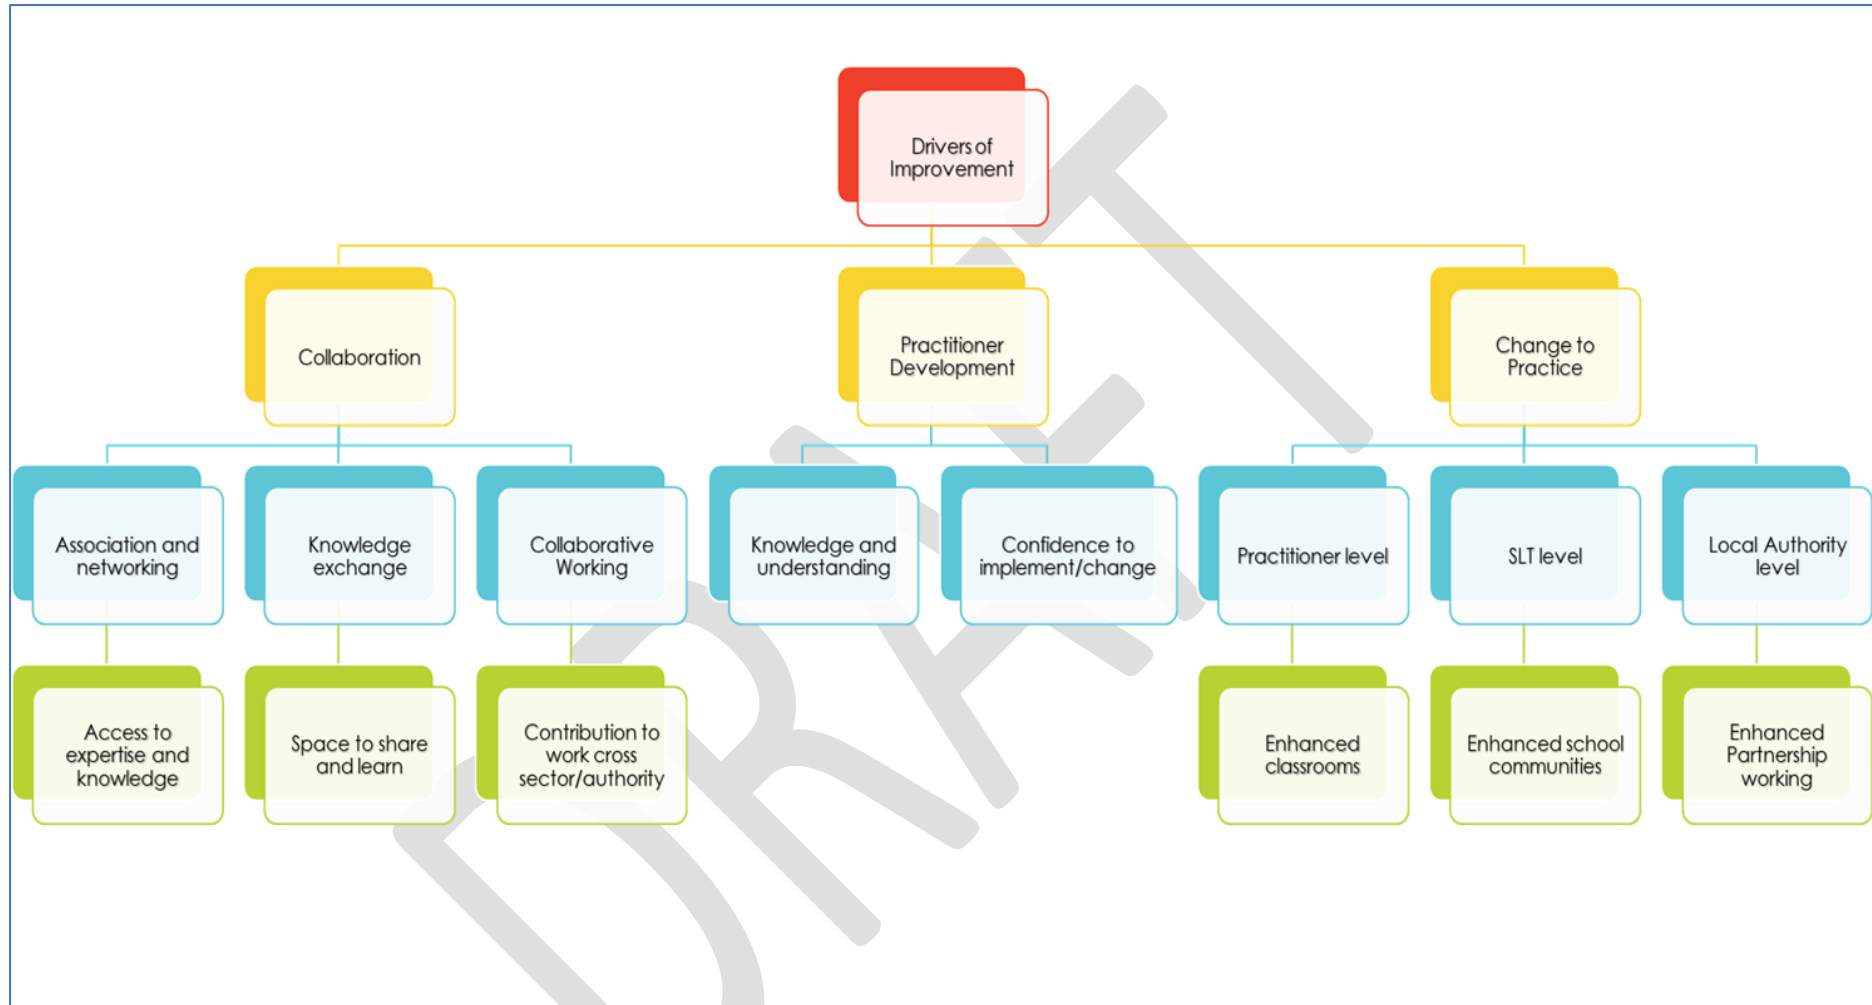 Drivers of
Improvement
Collaboration
Practitioner
Development
Change to
Practice
Association and
networking
Knowledge
exchange
Collaborative
Working
Knowledge and
understanding
Confidence to
implement/change
Practitioner level
SLT level
Local Authority
level
Access to
expertise and
knowledge
Space to share
and learn
Contribution to
work cross
sector/authority
Enhanced
classrooms
Enhanced school
communities
Enhanced
Partnership
working
DRAFT